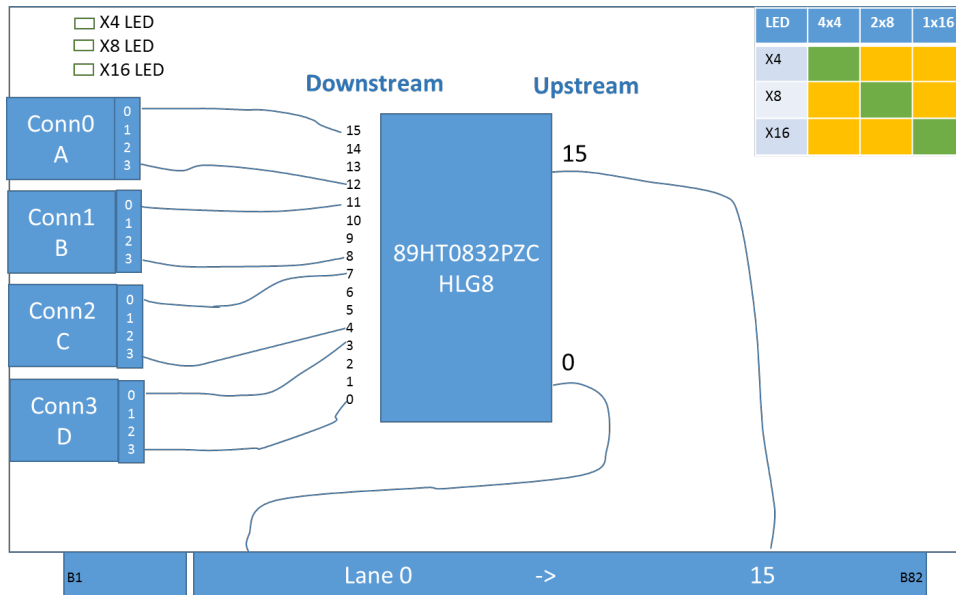 X4 LED
X8 LED
X16 LED
LED 4x4 2x8 1x16
X4
X8
X16
Downstream
Upstream
Conn0
A
0
1
2
3
Conn1
B
0
1
2
3
Conn2
C
0
1
2
3
Conn3
D
0
1
2
3
15
14
13
12
11
10
9
8
7
6
5
4
3
2
1
0
89HT0832PZC
HLG8
15
0
B1
Lane 0 -> 15
B82